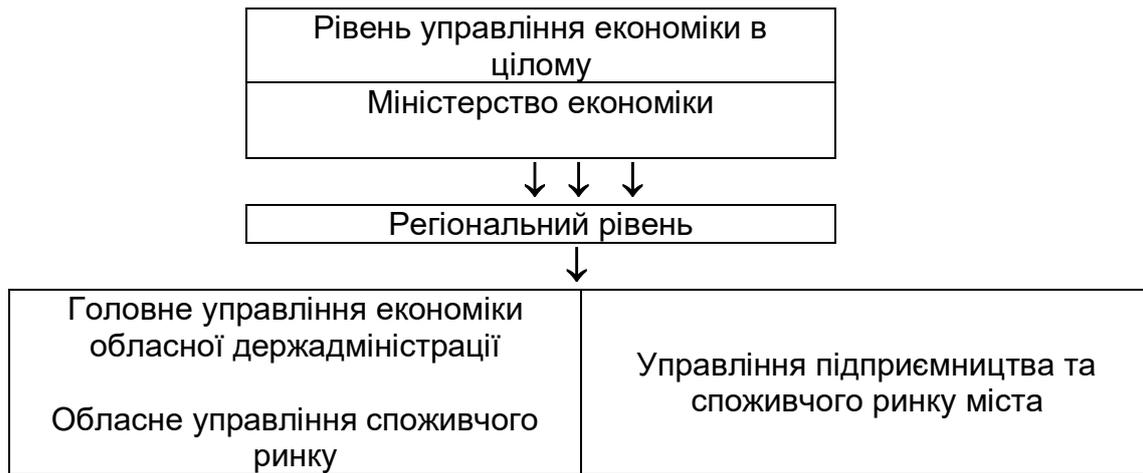 Рівень управління економіки в
цілому
Міністерство економіки
Регіональний рівень
Головне управління економіки
обласної держадміністрації
Обласне управління споживчого
ринку
Управління підприємництва та
споживчого ринку міста